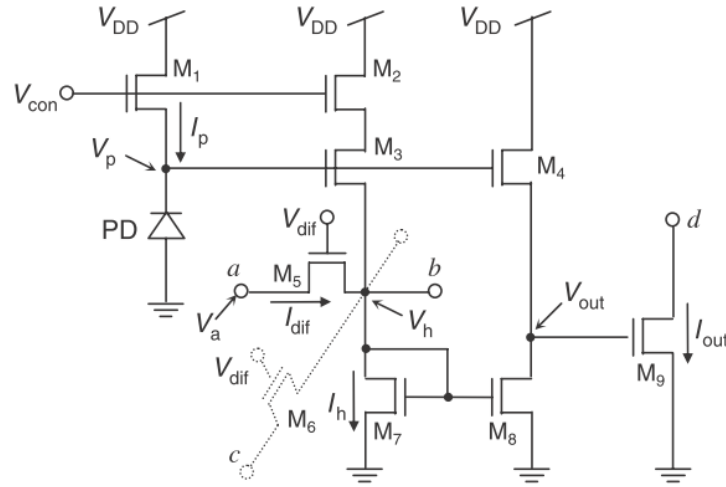 V_DD V_DD V_DD
M_1 M_2
V_con
I_p
V_p M_3 M_4
PD V_dif d
a M_5 b V_out
V_a I_dif V_h I_out
V_dif M_9
M_6 I_h M_7 M_8
c